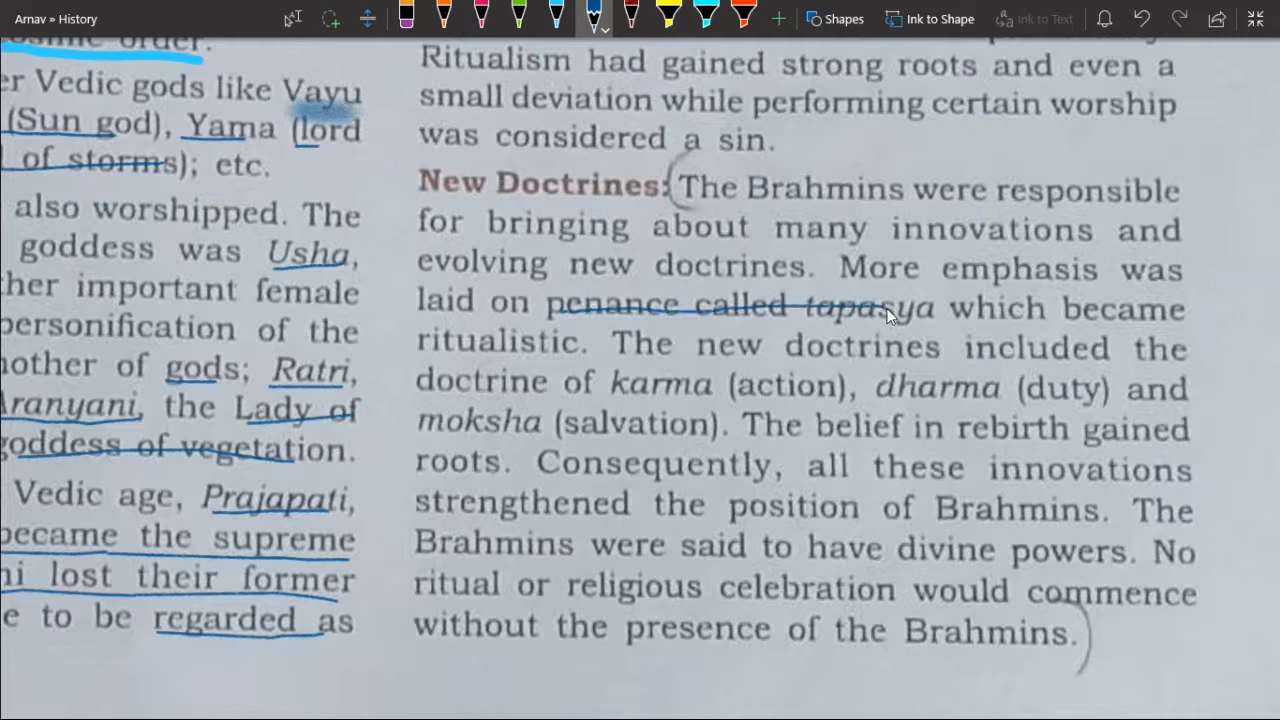 Arnav » History
Shapes
Ink to Shape
Ink to Text
order.
er Vedic gods like Vayu
(Sun god), Yama (lord
of storms); etc.
also worshipped. The
goddess was Usha,
her important female
personification of the
mother of gods; Ratri,
Aranyani, the Lady of
goddess of vegetation.
Vedic age, Prajapati,
became the supreme
ni lost their former
e to be regarded as
Ritualism had gained strong roots and even a
small deviation while performing certain worship
was considered a sin.
New Doctrines: The Brahmins were responsible
for bringing about many innovations and
evolving new doctrines. More emphasis was
laid on penance called tapasya which became
ritualistic. The new doctrines included the
doctrine of karma (action), dharma (duty) and
moksha (salvation). The belief in rebirth gained
roots. Consequently, all these innovations
strengthened the position of Brahmins. The
Brahmins were said to have divine powers. No
ritual or religious celebration would commence
without the presence of the Brahmins.